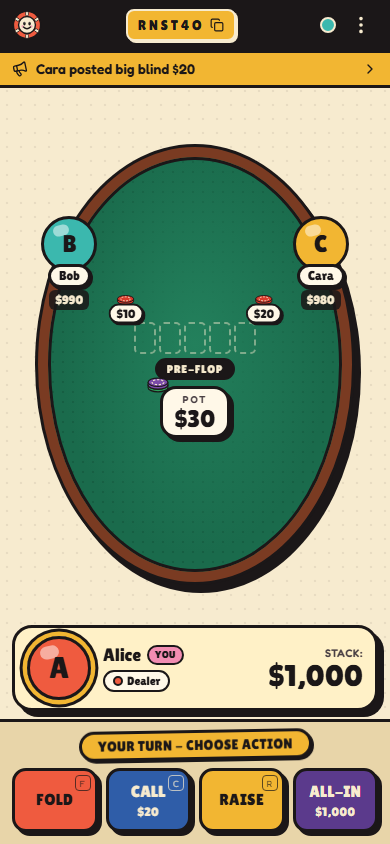 RNST4O
Cara posted big blind $20
B
C
Bob
Cara
$990
$980
$10
$20
PRE-FLOP
POT
$30
A
Alice
YOU
Dealer
STACK:
$1,000
YOUR TURN – CHOOSE ACTION
FOLD
F
CALL
C
$20
RAISE
R
ALL-IN
$1,000